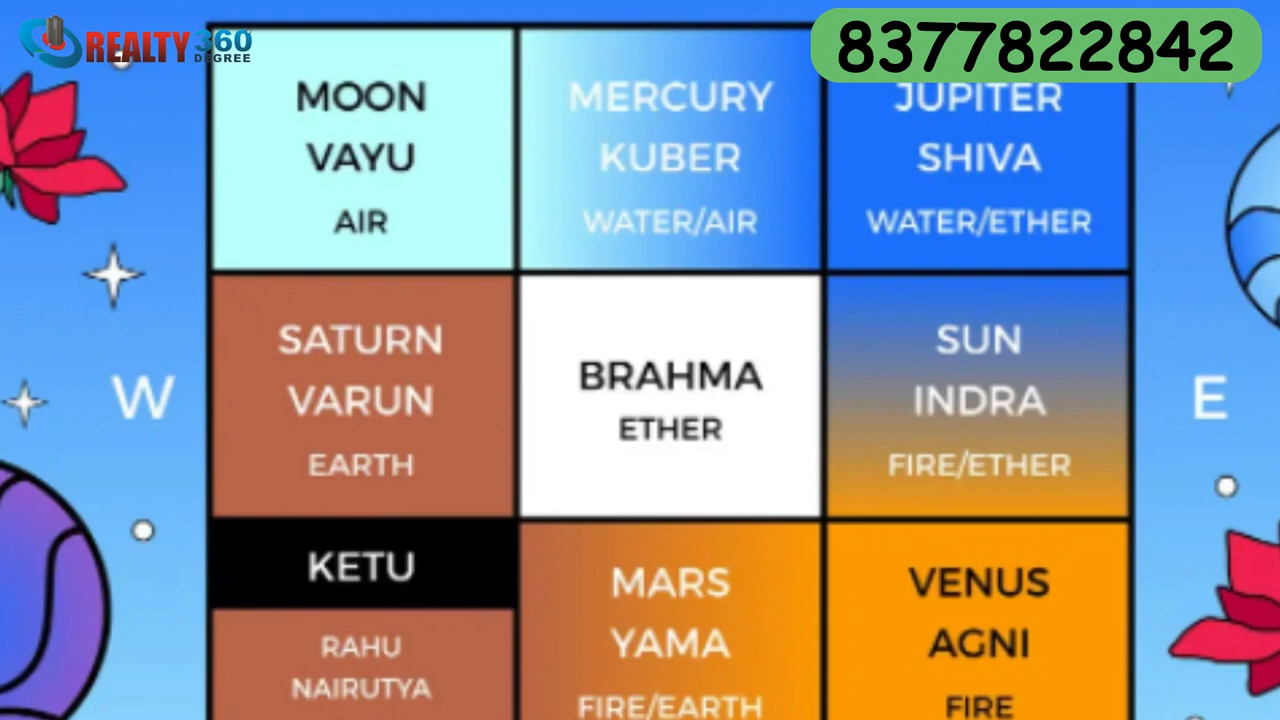 REALTY 360
DEGREE
8377822842
MOON
VAYU
AIR
MERCURY
KUBER
WATER/AIR
JUPITER
SHIVA
WATER/ETHER
W
SATURN
VARUN
EARTH
BRAHMA
ETHER
SUN
INDRA
FIRE/ETHER
E
KETU
RAHU
NAIRUTYA
MARS
YAMA
FIRE/EARTH
VENUS
AGNI
FIRE